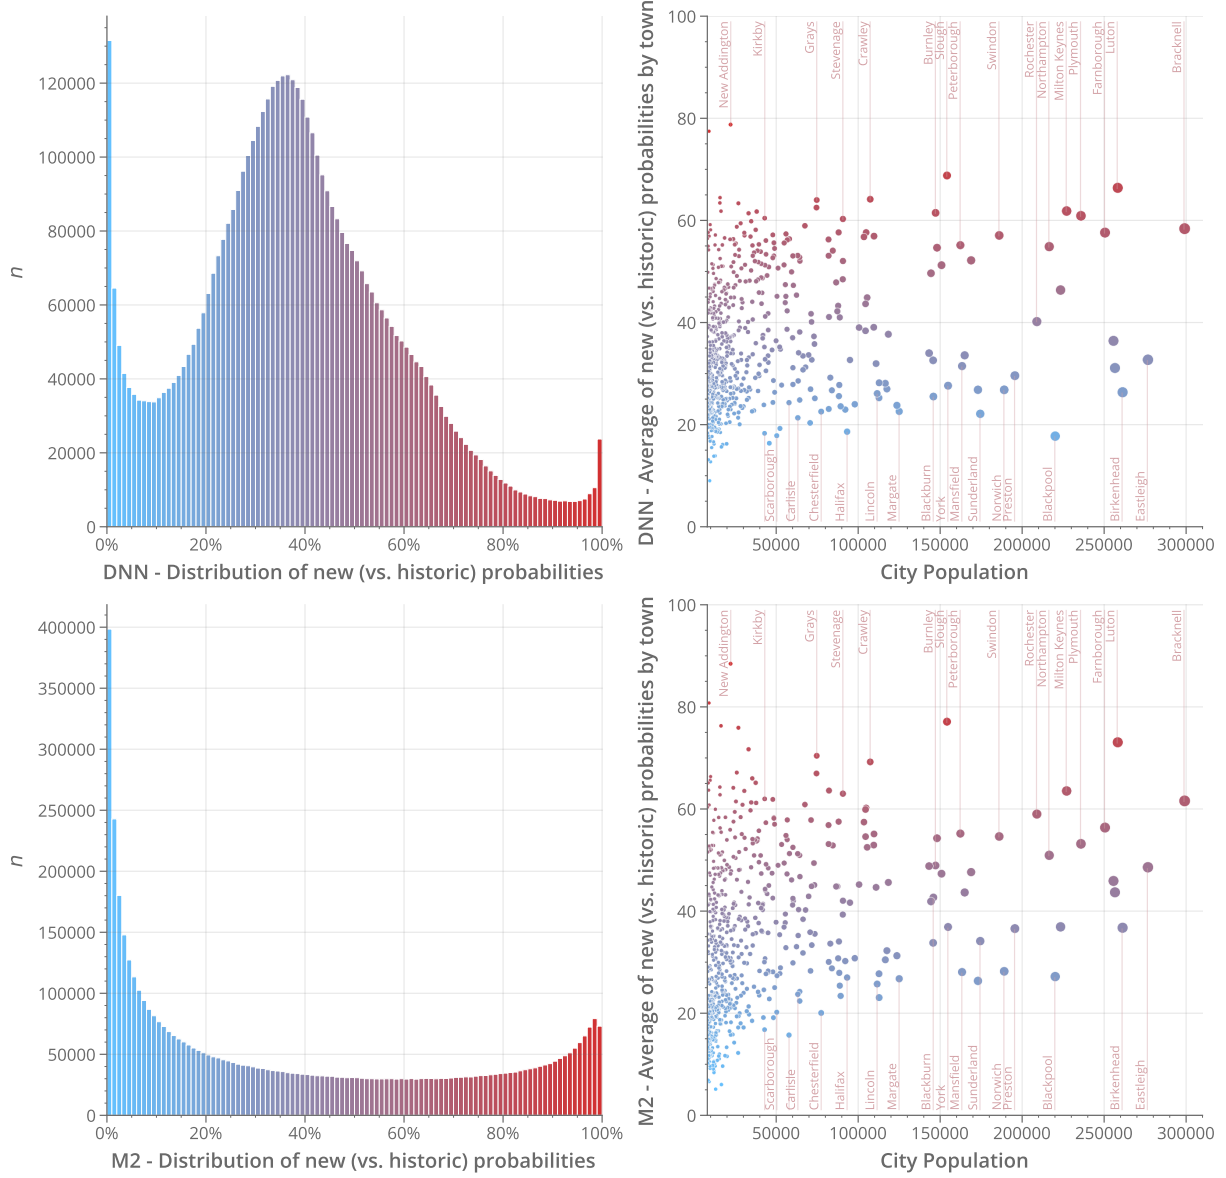 120000
100000
80000
60000
40000
20000
0
n
0%
20%
40%
60%
80%
100%
DNN - Distribution of new (vs. historic) probabilities
DNN - Average of new (vs. historic) probabilities by town
100
80
60
40
20
0
New Addington
Kirkby
Grays
Stevenage
Crawley
Burnley
Slough
Peterborough
Swindon
Rochester
Northampton
Milton Keynes
Plymouth
Farnborough
Luton
Bracknell
Scarborough
Carlisle
Chesterfield
Halifax
Lincoln
Margate
Blackburn
York
Mansfield
Sunderland
Norwich
Preston
Blackpool
Birkenhead
Eastleigh
50000
100000
150000
200000
250000
300000
City Population
400000
350000
300000
250000
200000
150000
100000
50000
0
n
0%
20%
40%
60%
80%
100%
M2 - Distribution of new (vs. historic) probabilities
M2 - Average of new (vs. historic) probabilities by town
100
80
60
40
20
0
New Addington
Kirkby
Grays
Stevenage
Crawley
Burnley
Slough
Peterborough
Swindon
Rochester
Northampton
Milton Keynes
Plymouth
Farnborough
Luton
Bracknell
Scarborough
Carlisle
Chesterfield
Halifax
Lincoln
Margate
Blackburn
York
Mansfield
Sunderland
Norwich
Preston
Blackpool
Birkenhead
Eastleigh
50000
100000
150000
200000
250000
300000
City Population